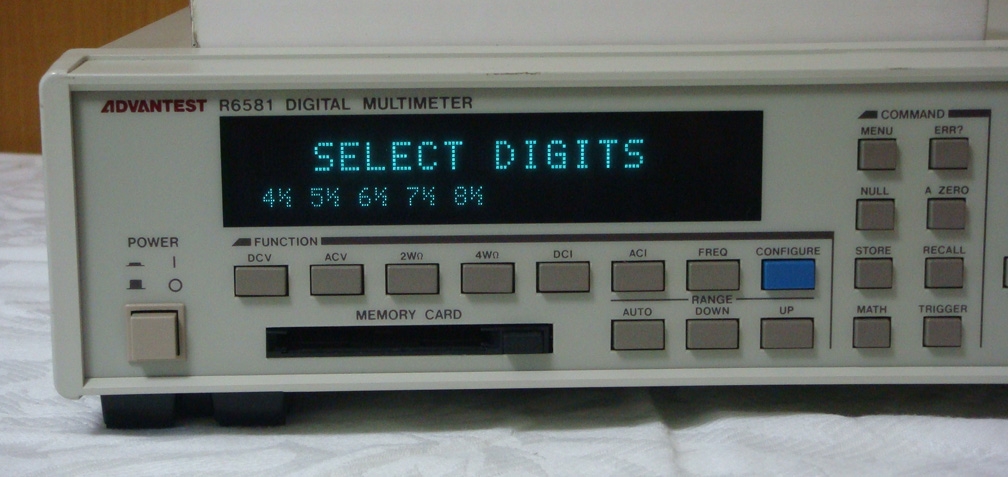 ADVANTEST R6581 DIGITAL MULTIMETER
SELECT DIGITS
4½ 5½ 6½ 7½ 8½
COMMAND
MENU ERR?
NULL A ZERO
STORE RECALL
MATH TRIGGER
POWER
FUNCTION
DCV ACV 2WΩ 4WΩ DCI ACI FREQ CONFIGURE
MEMORY CARD
RANGE
AUTO DOWN UP